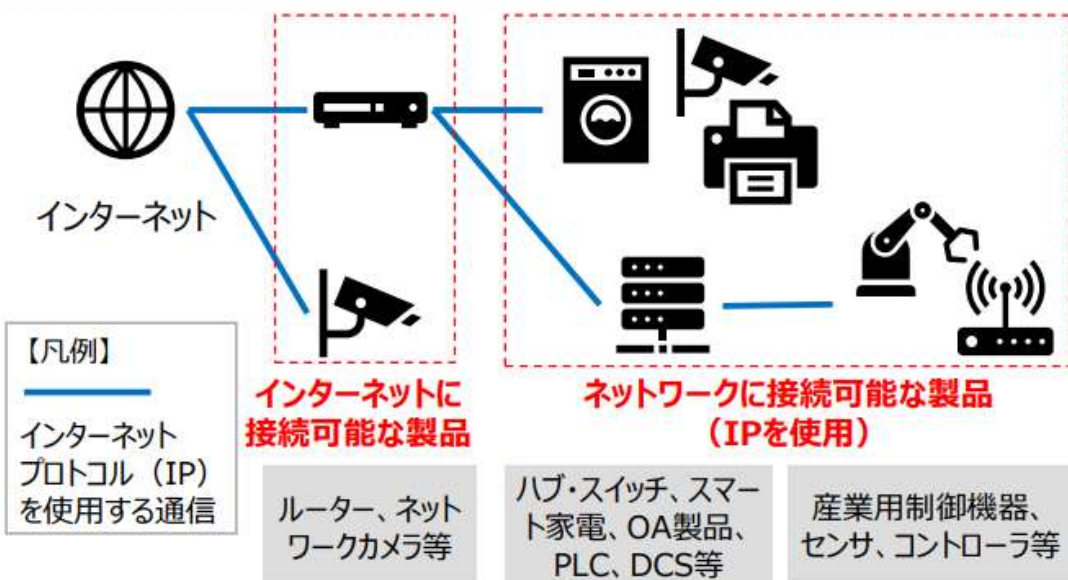 インターネット
【凡例】
インターネット
プロトコル（IP）
を使用する通信
インターネットに
接続可能な製品
ネットワークに接続可能な製品
（IPを使用）
ルーター、ネット
ワークカメラ等
ハブ・スイッチ、スマー
ト家電、OA製品、
PLC、DCS等
産業用制御機器、
センサ、コントローラ等